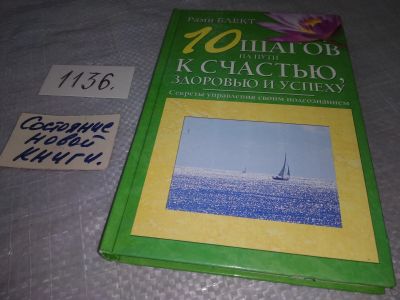 Рами БЛЕКТ
10 ШАГОВ
НА ПУТИ
К СЧАСТЬЮ,
ЗДОРОВЬЮ И УСПЕХУ
Секреты управления своим подсознанием
1136.
Состояние
новой
книги.